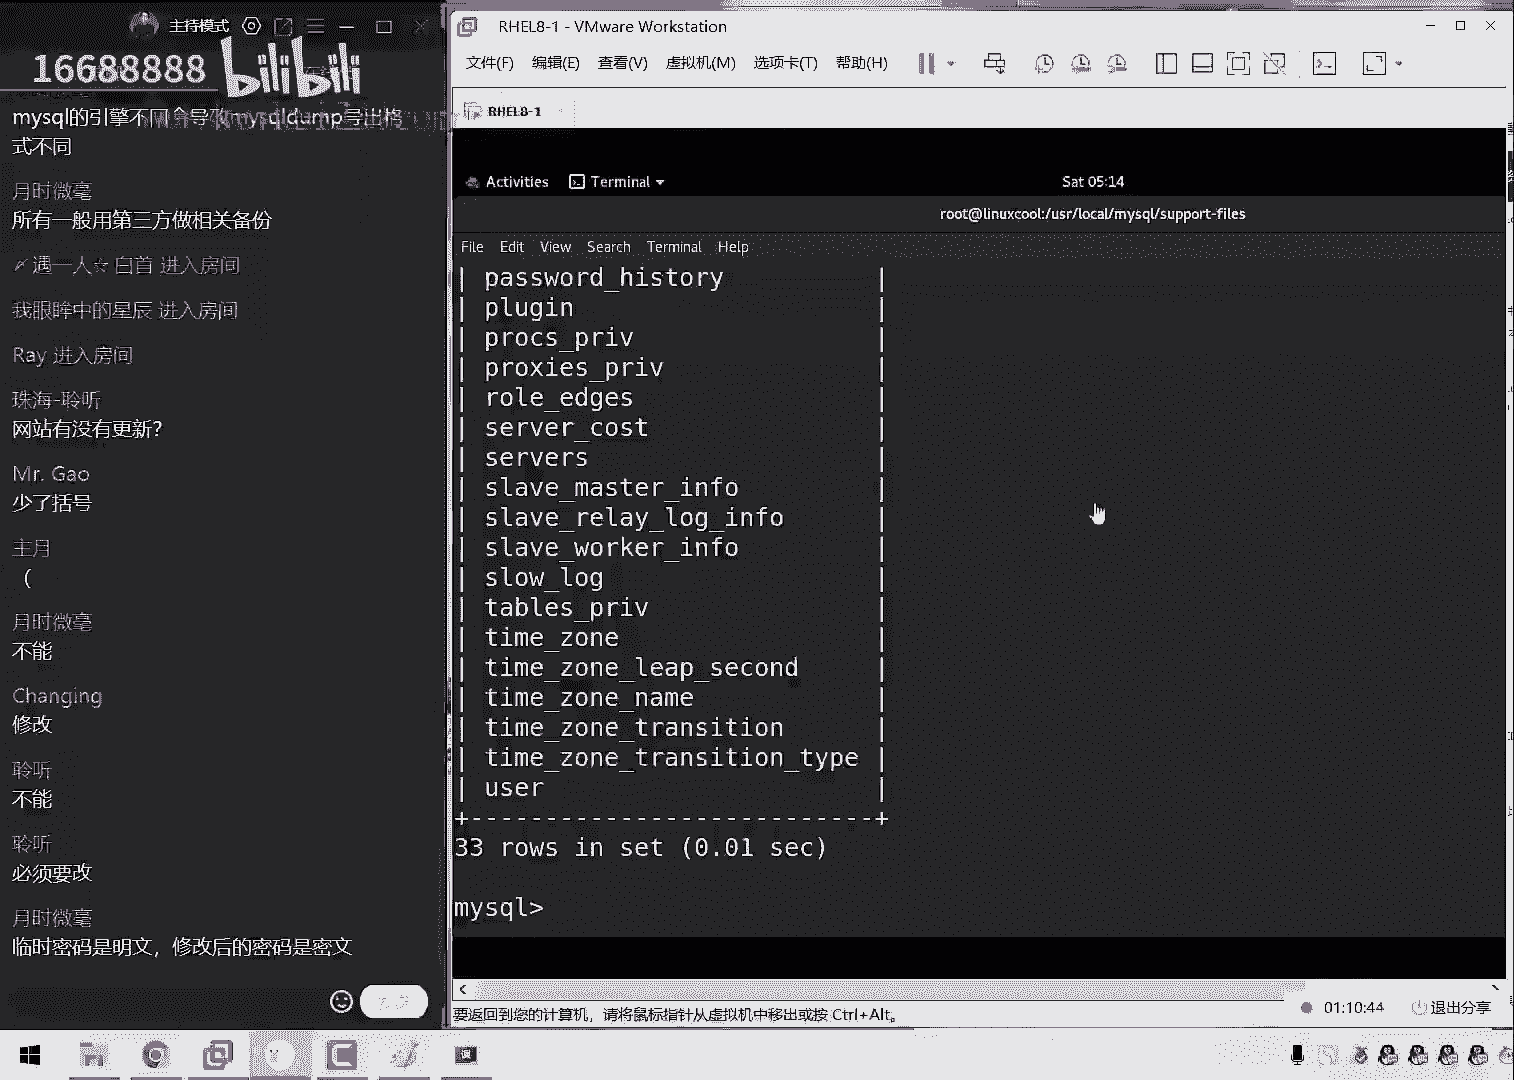 主持模式
16688888 bilibili
mysql的引擎不同会导致mysqldump导出格
式不同
月时微毫
所有一般用第三方做相关备份
遇一人☆白首 进入房间
我眼眸中的星辰 进入房间
Ray 进入房间
珠海-聆听
网站有没有更新?
Mr. Gao
少了括号
主月
（
月时微毫
不能
Changing
修改
聆听
不能
聆听
必须要改
月时微毫
临时密码是明文，修改后的密码是密文
RHEL8-1 - VMware Workstation
文件(F) 编辑(E) 查看(V) 虚拟机(M) 选项卡(T) 帮助(H)
RHEL8-1
Activities Terminal Sat 05:14
root@linuxcool:/usr/local/mysql/support-files
File Edit View Search Terminal Help
| password_history |
| plugin |
| procs_priv |
| proxies_priv |
| role_edges |
| server_cost |
| servers |
| slave_master_info |
| slave_relay_log_info |
| slave_worker_info |
| slow_log |
| tables_priv |
| time_zone |
| time_zone_leap_second |
| time_zone_name |
| time_zone_transition |
| time_zone_transition_type |
| user |
+---------------------------+
33 rows in set (0.01 sec)
mysql>
01:10:44 退出分享
要返回到您的计算机，请将鼠标指针从虚拟机中移出或按 Ctrl+Alt。